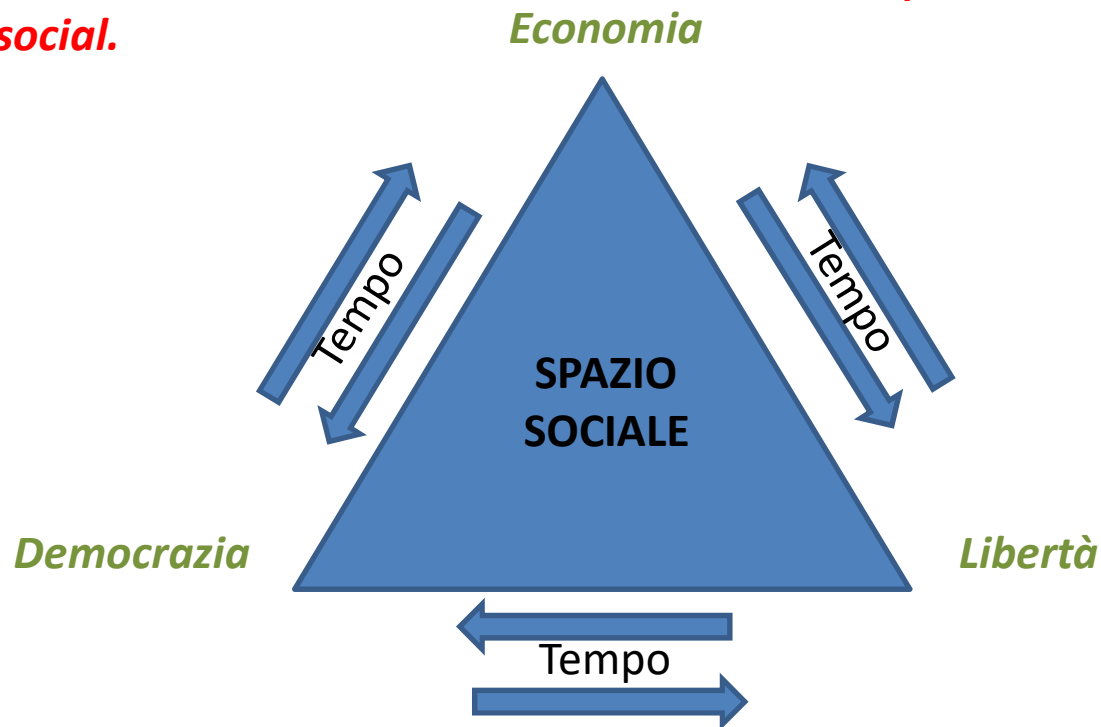 social.
Economia
Tempo
Tempo
SPAZIO
SOCIALE
Democrazia
Libertà
Tempo